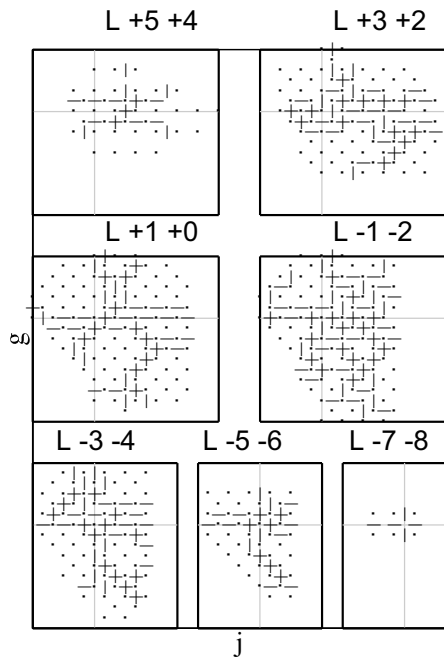 L +5 +4
L +3 +2
L +1 +0
L -1 -2
g
L -3 -4
L -5 -6
L -7 -8
j